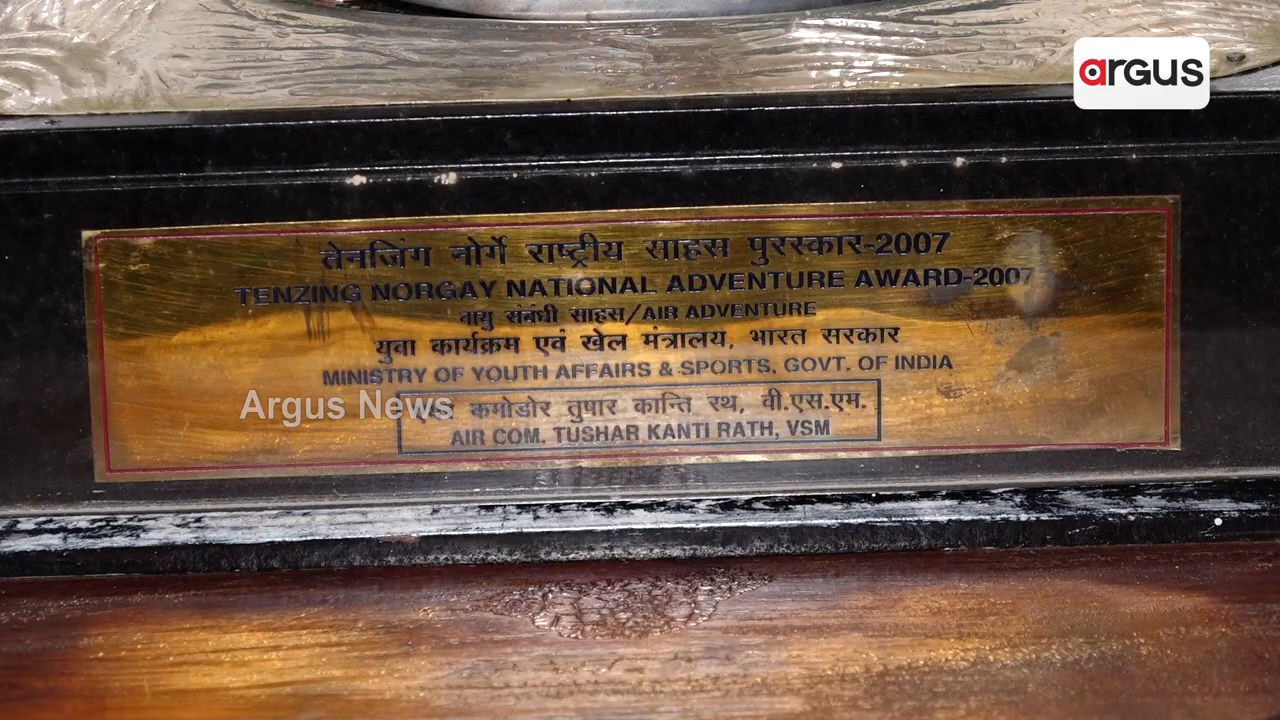 argus
तेनजिंग नोर्गे राष्ट्रीय साहस पुरस्कार-2007
TENZING NORGAY NATIONAL ADVENTURE AWARD-2007
वायु संबंधी साहस/AIR ADVENTURE
युवा कार्यक्रम एवं खेल मंत्रालय, भारत सरकार
MINISTRY OF YOUTH AFFAIRS & SPORTS, GOVT. OF INDIA
Argus News
कमोडोर तुषार कान्ति रथ, वी.एस.एम.
AIR COM. TUSHAR KANTI RATH, VSM